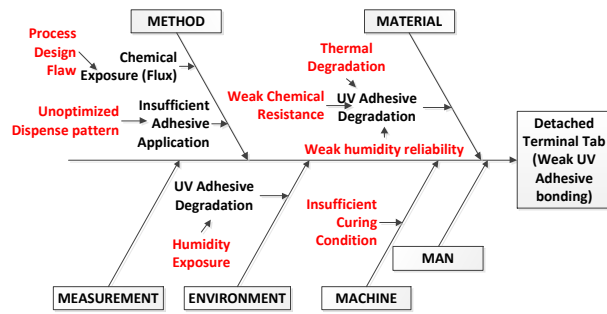 METHOD
MATERIAL
Process
Design
Flaw
Chemical
Exposure (Flux)
Thermal
Degradation
Unoptimized
Dispense pattern
Insufficient
Adhesive
Application
Weak Chemical
Resistance
UV Adhesive
Degradation
Weak humidity reliability
Detached
Terminal Tab
(Weak UV
Adhesive
bonding)
UV Adhesive
Degradation
Humidity
Exposure
Insufficient
Curing
Condition
MAN
MEASUREMENT
ENVIRONMENT
MACHINE